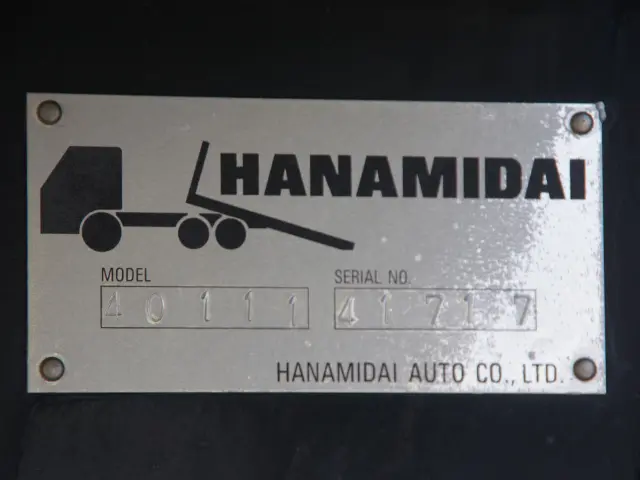 HANAMIDAI
MODEL
40111
SERIAL NO.
41717
HANAMIDAI AUTO CO., LTD.